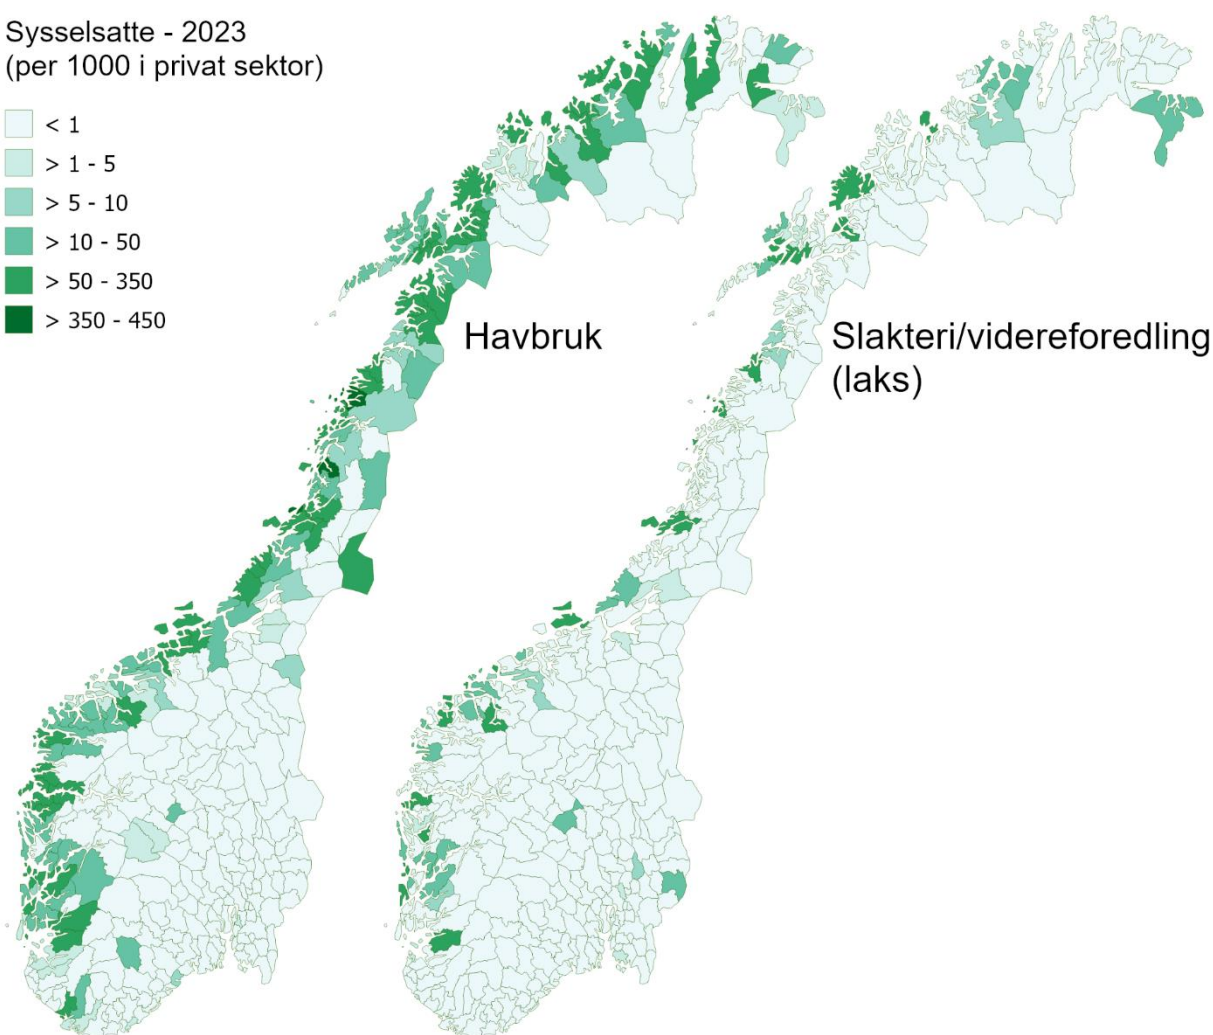 Sysselsatte - 2023
(per 1000 i privat sektor)
< 1
> 1 - 5
> 5 - 10
> 10 - 50
> 50 - 350
> 350 - 450
Havbruk
Slakteri/videreforedling
(laks)